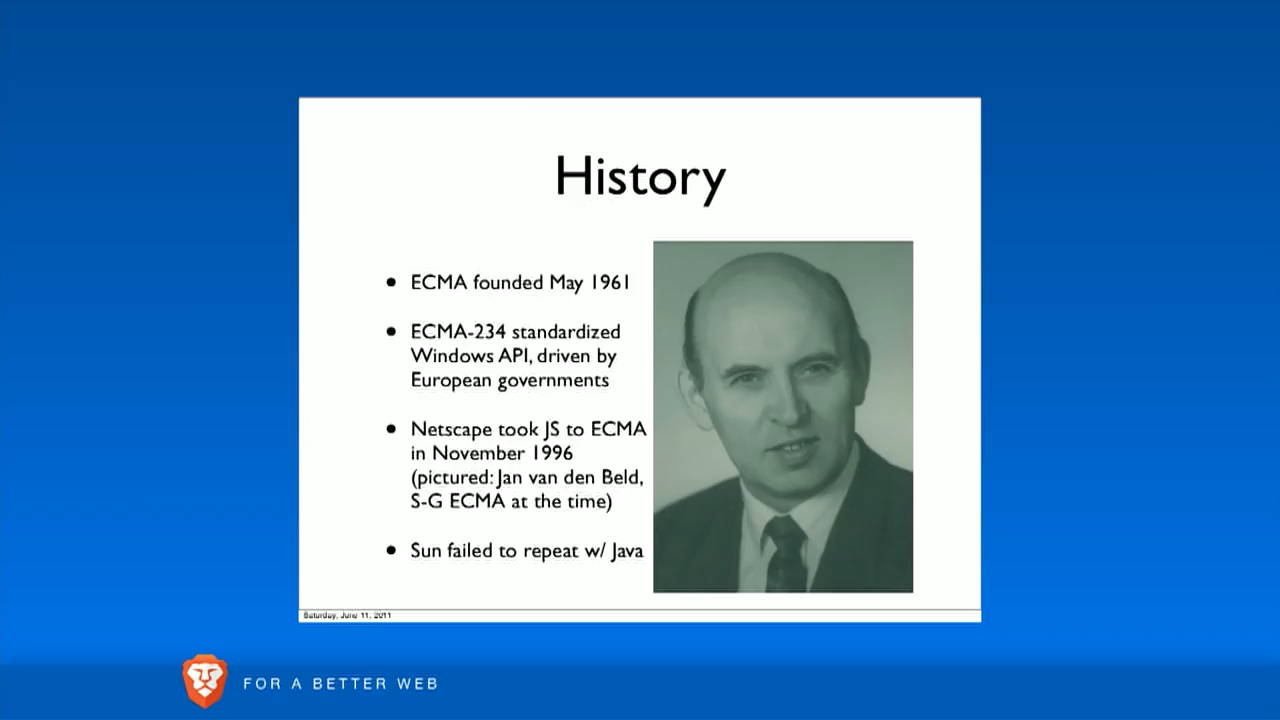 History
• ECMA founded May 1961
• ECMA-234 standardized
Windows API, driven by
European governments
• Netscape took JS to ECMA
in November 1996
(pictured: Jan van den Beld,
S-G ECMA at the time)
• Sun failed to repeat w/ Java
Saturday, June 11, 2011
FOR A BETTER WEB